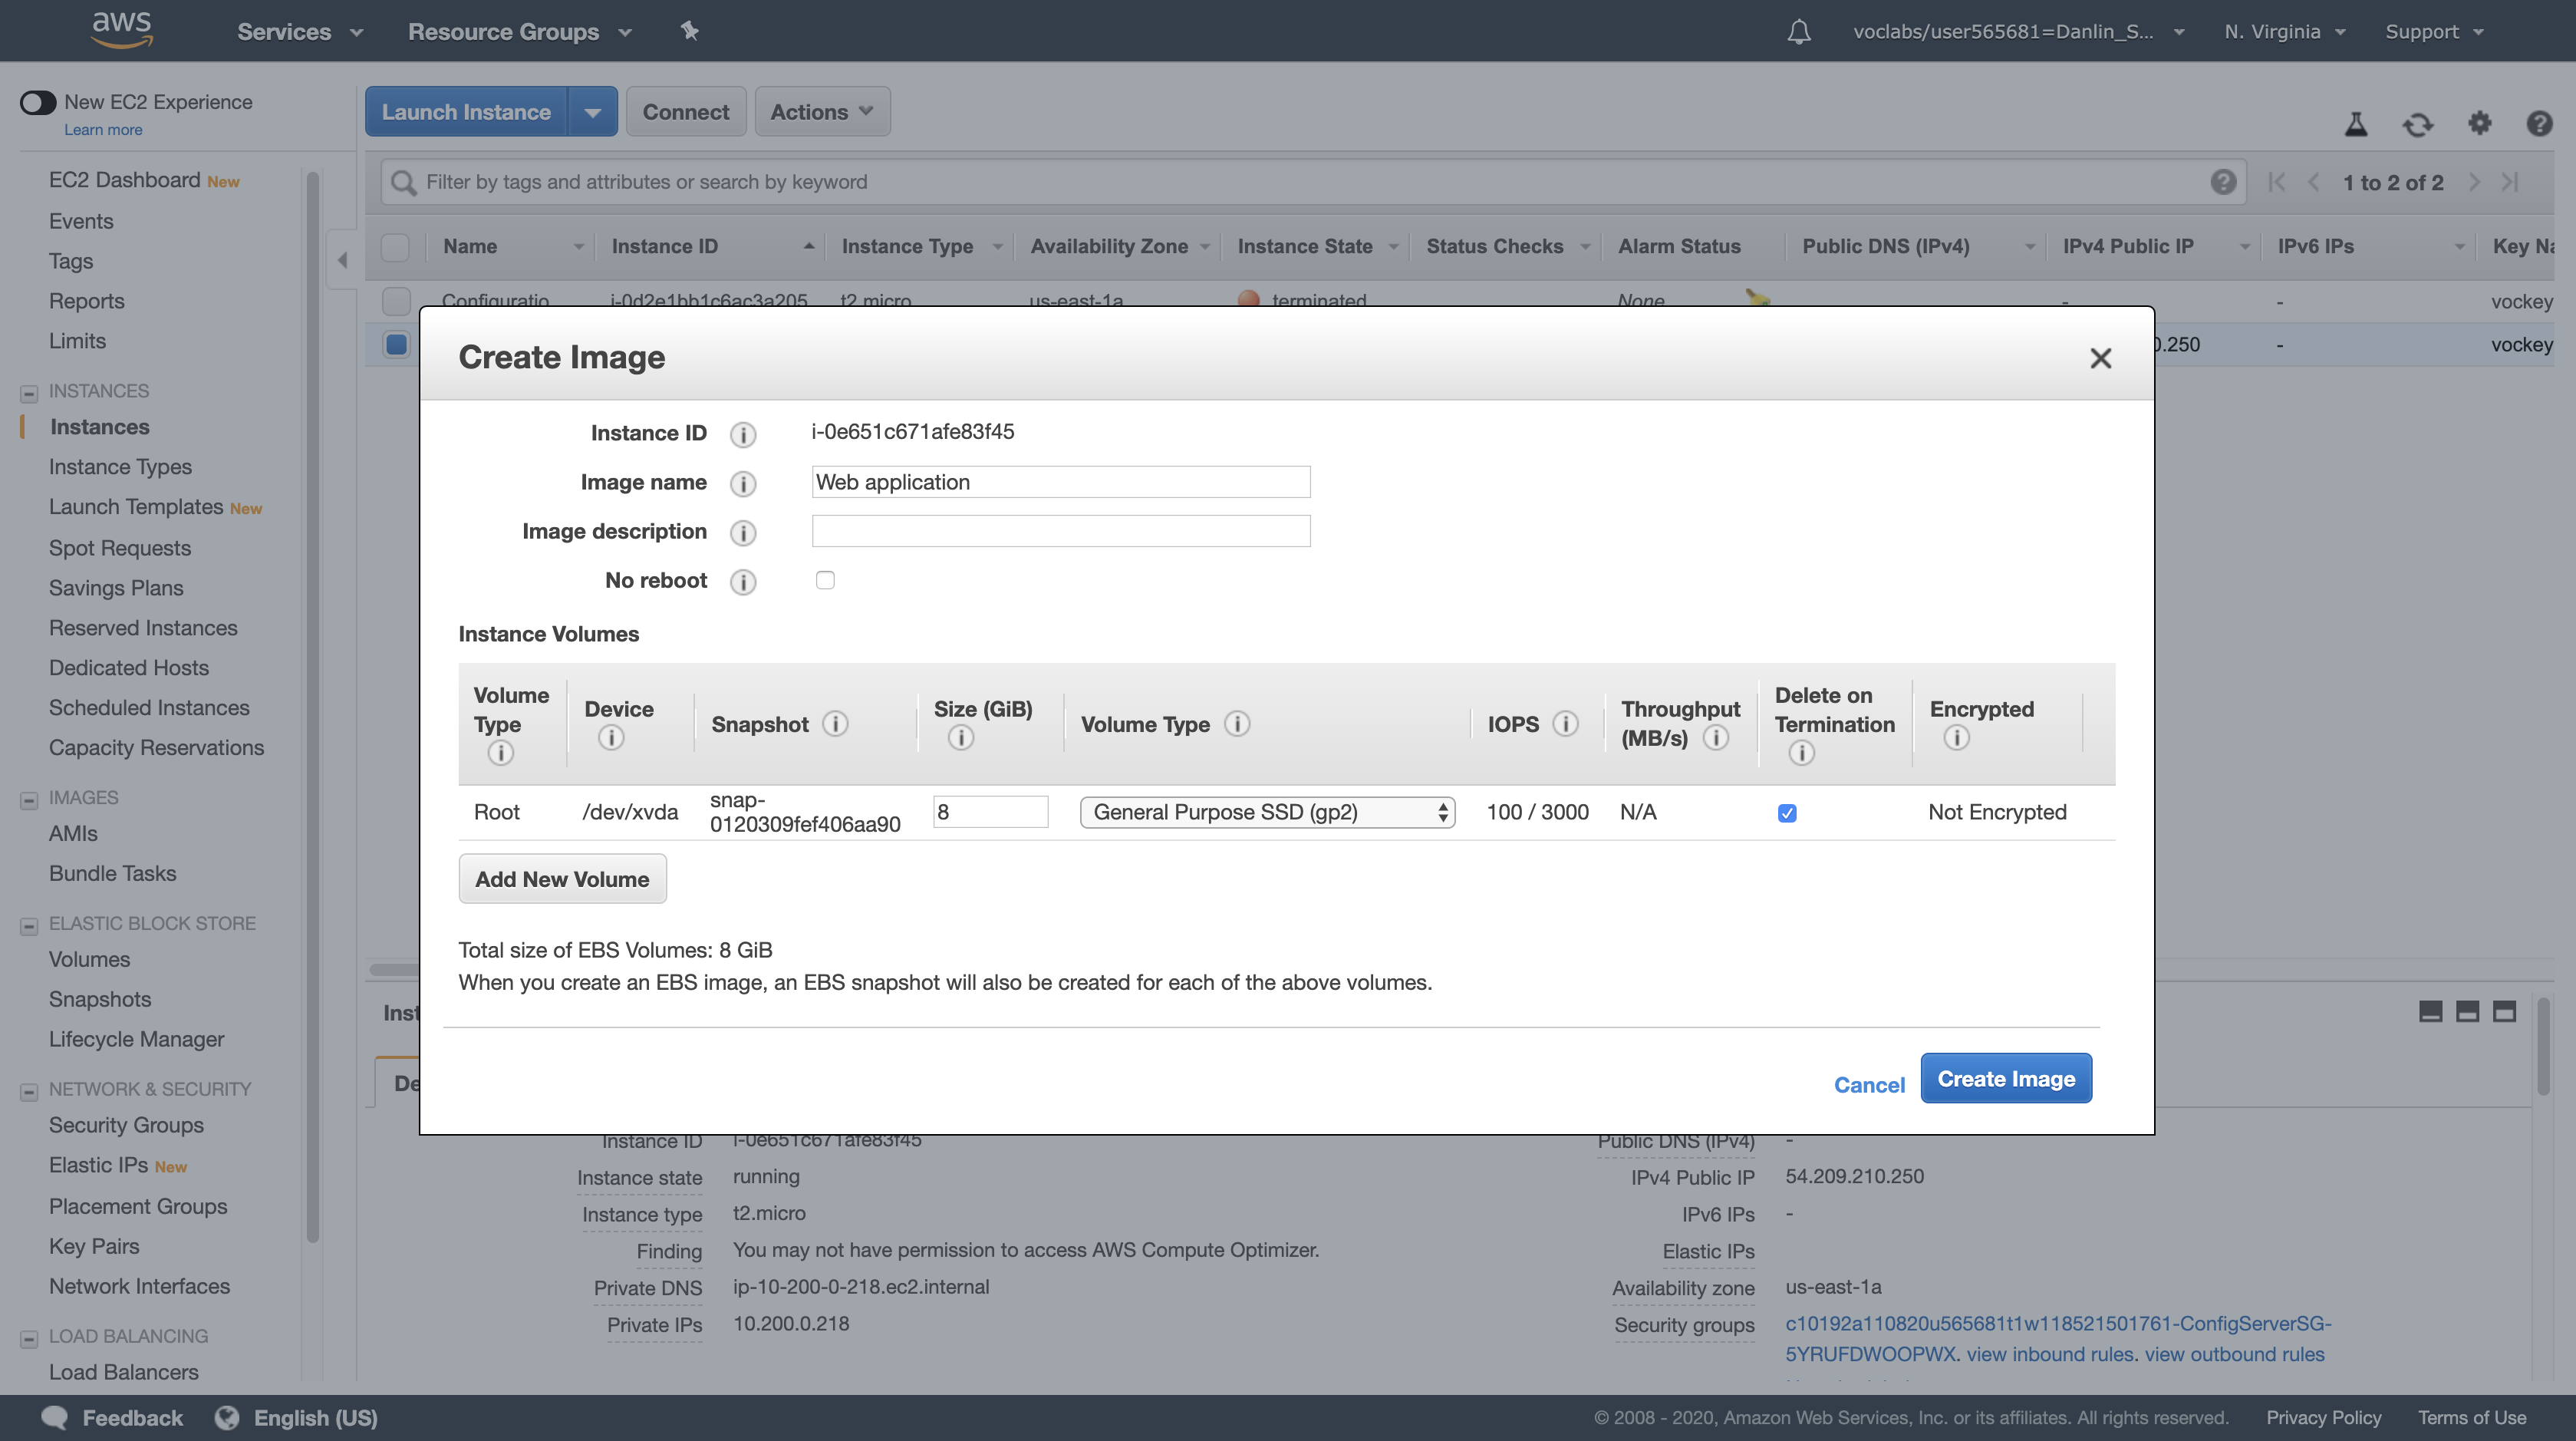 aws
Services
Resource Groups
voclabs/user565681=Danlin_S...
N. Virginia
Support
New EC2 Experience
Learn more
EC2 Dashboard New
Events
Tags
Reports
Limits
INSTANCES
Instances
Instance Types
Launch Templates New
Spot Requests
Savings Plans
Reserved Instances
Dedicated Hosts
Scheduled Instances
Capacity Reservations
IMAGES
AMIs
Bundle Tasks
ELASTIC BLOCK STORE
Volumes
Snapshots
Lifecycle Manager
NETWORK & SECURITY
Security Groups
Elastic IPs New
Placement Groups
Key Pairs
Network Interfaces
LOAD BALANCING
Load Balancers
Launch Instance
Connect
Actions
Filter by tags and attributes or search by keyword
1 to 2 of 2
Name Instance ID Instance Type Availability Zone Instance State Status Checks Alarm Status Public DNS (IPv4) IPv4 Public IP IPv6 IPs Key Na
Configuratio i-0d2e1bb1c6ac3a205 t2.micro us-east-1a terminated None - - vockey
0.250 - vockey
Create Image
Instance ID i-0e651c671afe83f45
Image name Web application
Image description
No reboot
Instance Volumes
Volume Type Device Snapshot Size (GiB) Volume Type IOPS Throughput (MB/s) Delete on Termination Encrypted
Root /dev/xvda snap-0120309fef406aa90 8 General Purpose SSD (gp2) 100 / 3000 N/A Not Encrypted
Add New Volume
Total size of EBS Volumes: 8 GiB
When you create an EBS image, an EBS snapshot will also be created for each of the above volumes.
Cancel
Create Image
Inst
De
Instance ID i-0e651c671afe83f45
Instance state running
Instance type t2.micro
Finding You may not have permission to access AWS Compute Optimizer.
Private DNS ip-10-200-0-218.ec2.internal
Private IPs 10.200.0.218
Public DNS (IPv4) -
IPv4 Public IP 54.209.210.250
IPv6 IPs -
Elastic IPs
Availability zone us-east-1a
Security groups c10192a110820u565681t1w118521501761-ConfigServerSG-
5YRUFDWOOPWX. view inbound rules. view outbound rules
Feedback
English (US)
© 2008 - 2020, Amazon Web Services, Inc. or its affiliates. All rights reserved.
Privacy Policy
Terms of Use